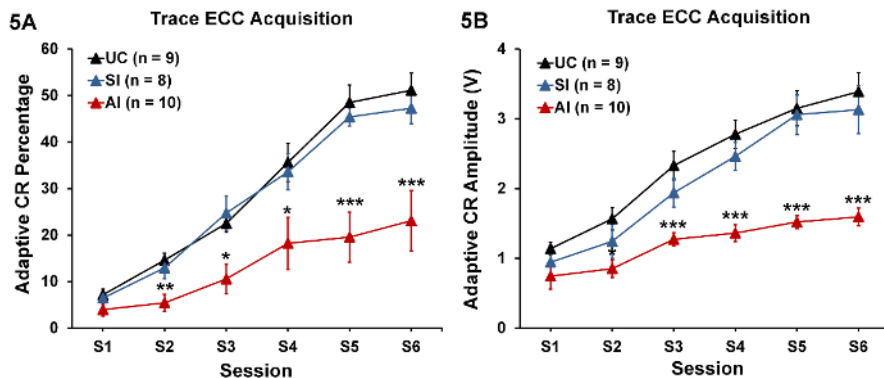 5A
Trace ECC Acquisition
60
50
40
30
20
10
0
Adaptive CR Percentage
UC (n = 9)
SI (n = 8)
AI (n = 10)
**
*
*
***
***
S1 S2 S3 S4 S5 S6
Session
5B
Trace ECC Acquisition
4
3
2
1
0
Adaptive CR Amplitude (V)
UC (n = 9)
SI (n = 8)
AI (n = 10)
*
***
***
***
***
S1 S2 S3 S4 S5 S6
Session